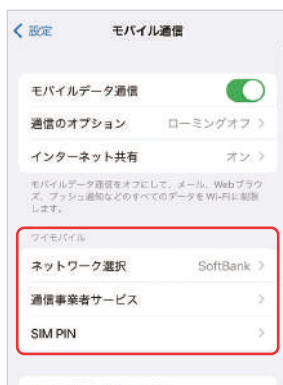 設定
モバイル通信
モバイルデータ通信
通信のオプション
ローミングオフ
インターネット共有
オン
モバイルデータ通信をオフにして、メール、Webブラウ
ズ、プッシュ通知などのすべてのデータをWi-Fiに制限
します。
ワイモバイル
ネットワーク選択
SoftBank
通信事業者サービス
SIM PIN